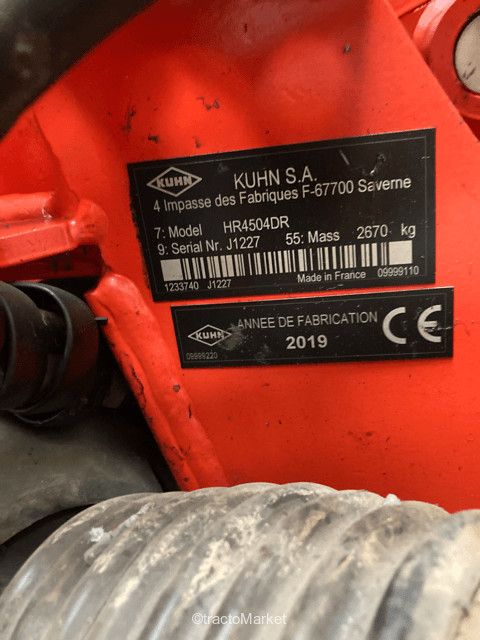 KUHN
KUHN S.A.
4 Impasse des Fabriques F-67700 Saverne
7: Model HR4504DR
9: Serial Nr. J1227 55: Mass 2670 kg
1233740 J1227 Made in France 09999110
KUHN
ANNEE DE FABRICATION
2019
CE
09999220
©tractoMarket